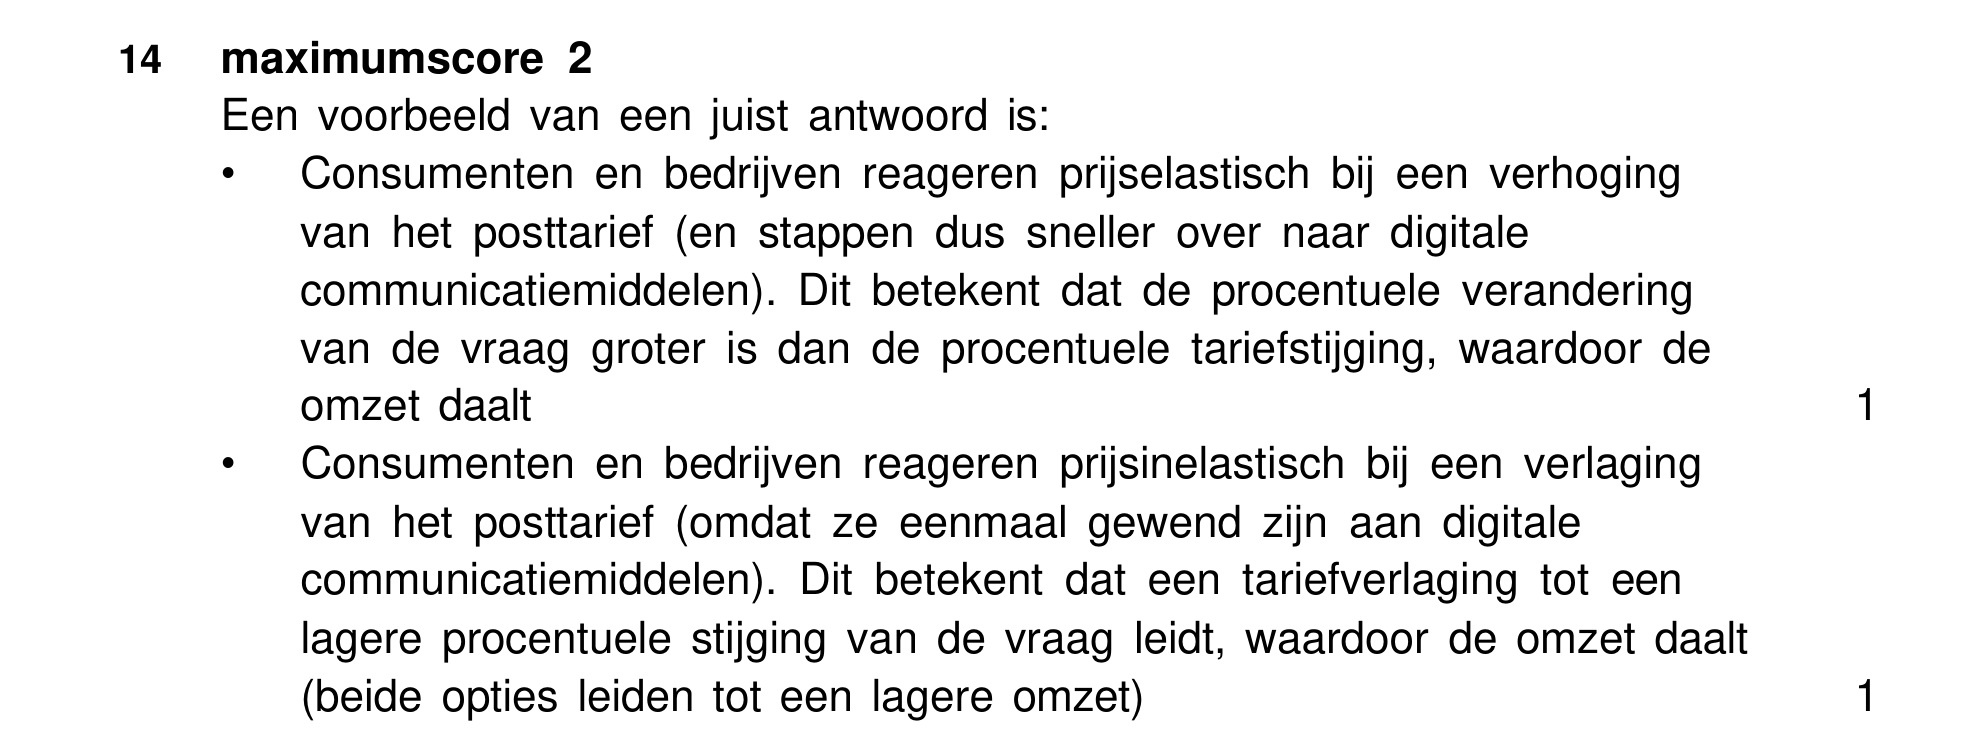 14 maximumscore 2
Een voorbeeld van een juist antwoord is:
• Consumenten en bedrijven reageren prijselastisch bij een verhoging
van het posttarief (en stappen dus sneller over naar digitale
communicatiemiddelen). Dit betekent dat de procentuele verandering
van de vraag groter is dan de procentuele tariefstijging, waardoor de
omzet daalt 1
• Consumenten en bedrijven reageren prijsinelastisch bij een verlaging
van het posttarief (omdat ze eenmaal gewend zijn aan digitale
communicatiemiddelen). Dit betekent dat een tariefverlaging tot een
lagere procentuele stijging van de vraag leidt, waardoor de omzet daalt
(beide opties leiden tot een lagere omzet) 1